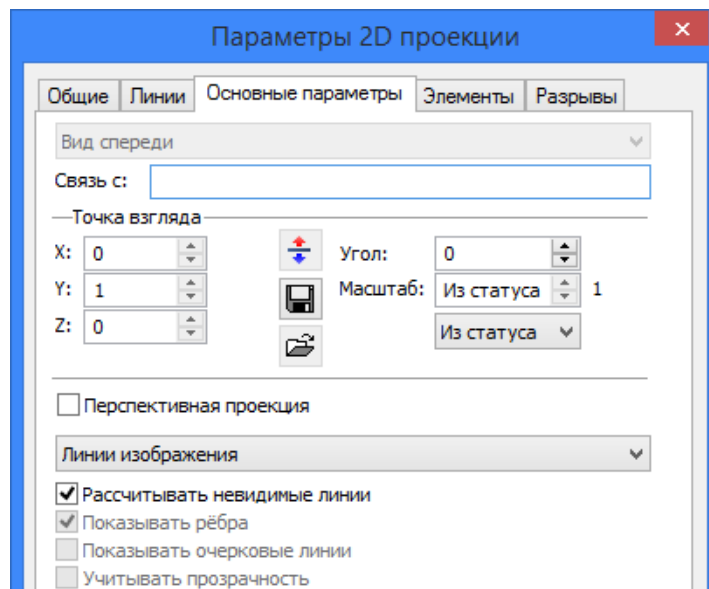 Параметры 2D проекции
Общие Линии Основные параметры Элементы Разрывы
Вид спереди
Связь с:
Точка взгляда
X: 0 Угол: 0
Y: 1 Масштаб: Из статуса 1
Z: 0 Из статуса
Перспективная проекция
Линии изображения
Рассчитывать невидимые линии
Показывать рёбра
Показывать очерковые линии
Учитывать прозрачность